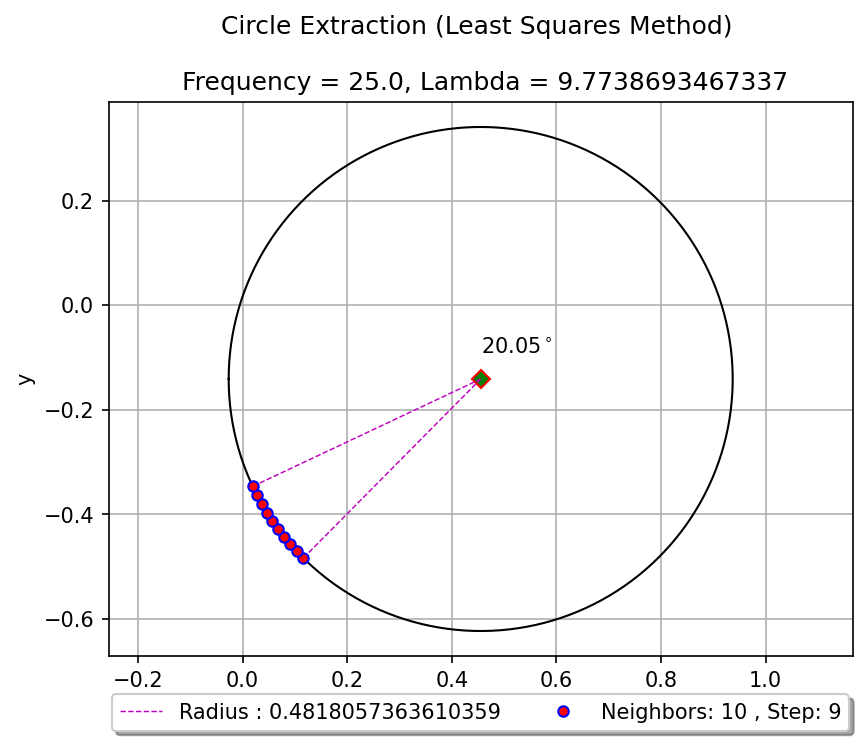 Circle Extraction (Least Squares Method)
Frequency = 25.0, Lambda = 9.7738693467337
0.2
0.0
−0.2
−0.4
−0.6
y
20.05°
−0.2 0.0 0.2 0.4 0.6 0.8 1.0
Radius : 0.4818057363610359 Neighbors: 10 , Step: 9